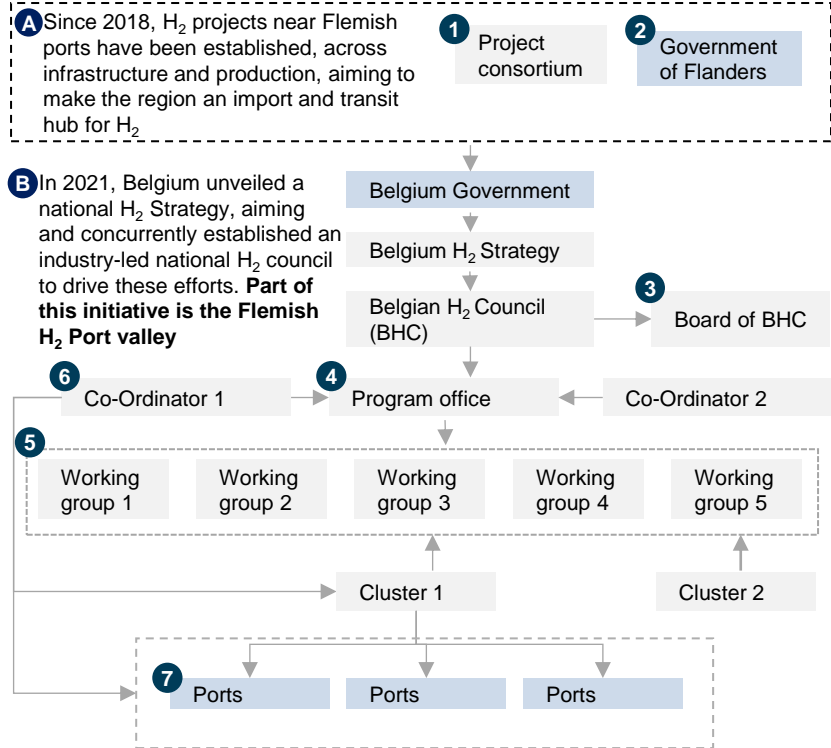 A
Since 2018, H₂ projects near Flemish
ports have been established, across
infrastructure and production, aiming to
make the region an import and transit
hub for H₂
1
Project
consortium
2
Government
of Flanders
B
In 2021, Belgium unveiled a
national H₂ Strategy, aiming
and concurrently established an
industry-led national H₂ council
to drive these efforts. Part of
this initiative is the Flemish
H₂ Port valley
Belgium Government
Belgium H₂ Strategy
Belgian H₂ Council
(BHC)
3
Board of BHC
6
Co-Ordinator 1
4
Program office
Co-Ordinator 2
5
Working
group 1
Working
group 2
Working
group 3
Working
group 4
Working
group 5
Cluster 1
Cluster 2
7
Ports
Ports
Ports